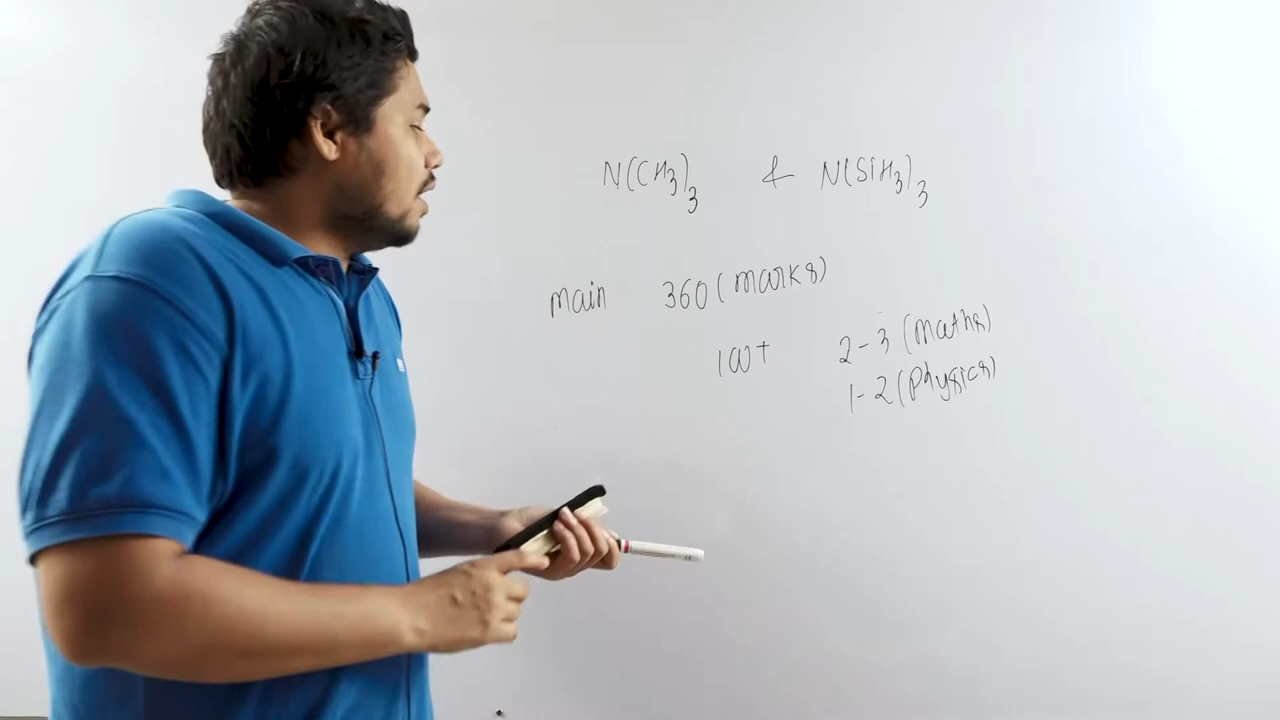 N(CH3)3 & N(SiH3)3
main 360 (marks)
100+ 2-3 (maths)
1-2 (physics)